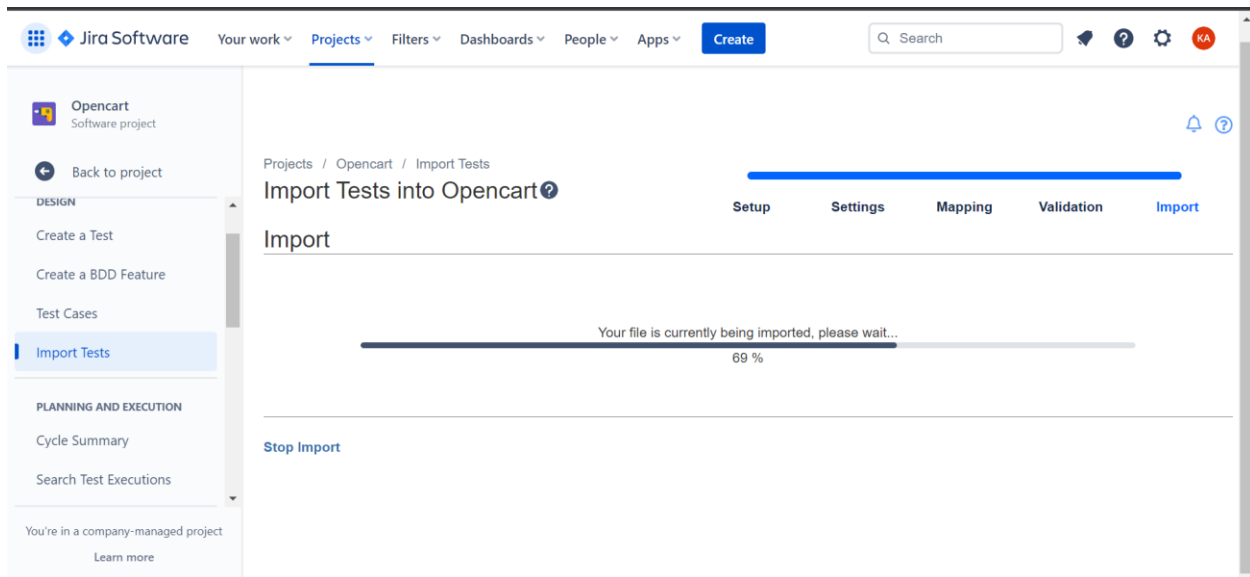 Jira Software Your work Projects Filters Dashboards People Apps Create Search KA
Opencart
Software project
Back to project
DESIGN
Create a Test
Create a BDD Feature
Test Cases
Import Tests
PLANNING AND EXECUTION
Cycle Summary
Search Test Executions
You're in a company-managed project
Learn more
Projects / Opencart / Import Tests
Import Tests into Opencart
Setup Settings Mapping Validation Import
Import
Your file is currently being imported, please wait...
69 %
Stop Import